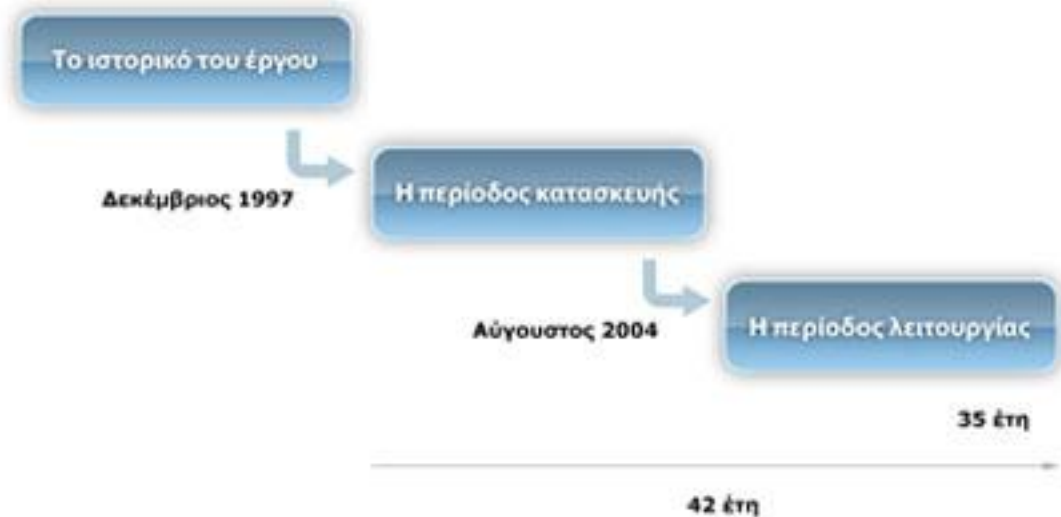 Το ιστορικό του έργου
Δεκέμβριος 1997
Η περίοδος κατασκευής
Αύγουστος 2004
Η περίοδος λειτουργίας
35 έτη
42 έτη